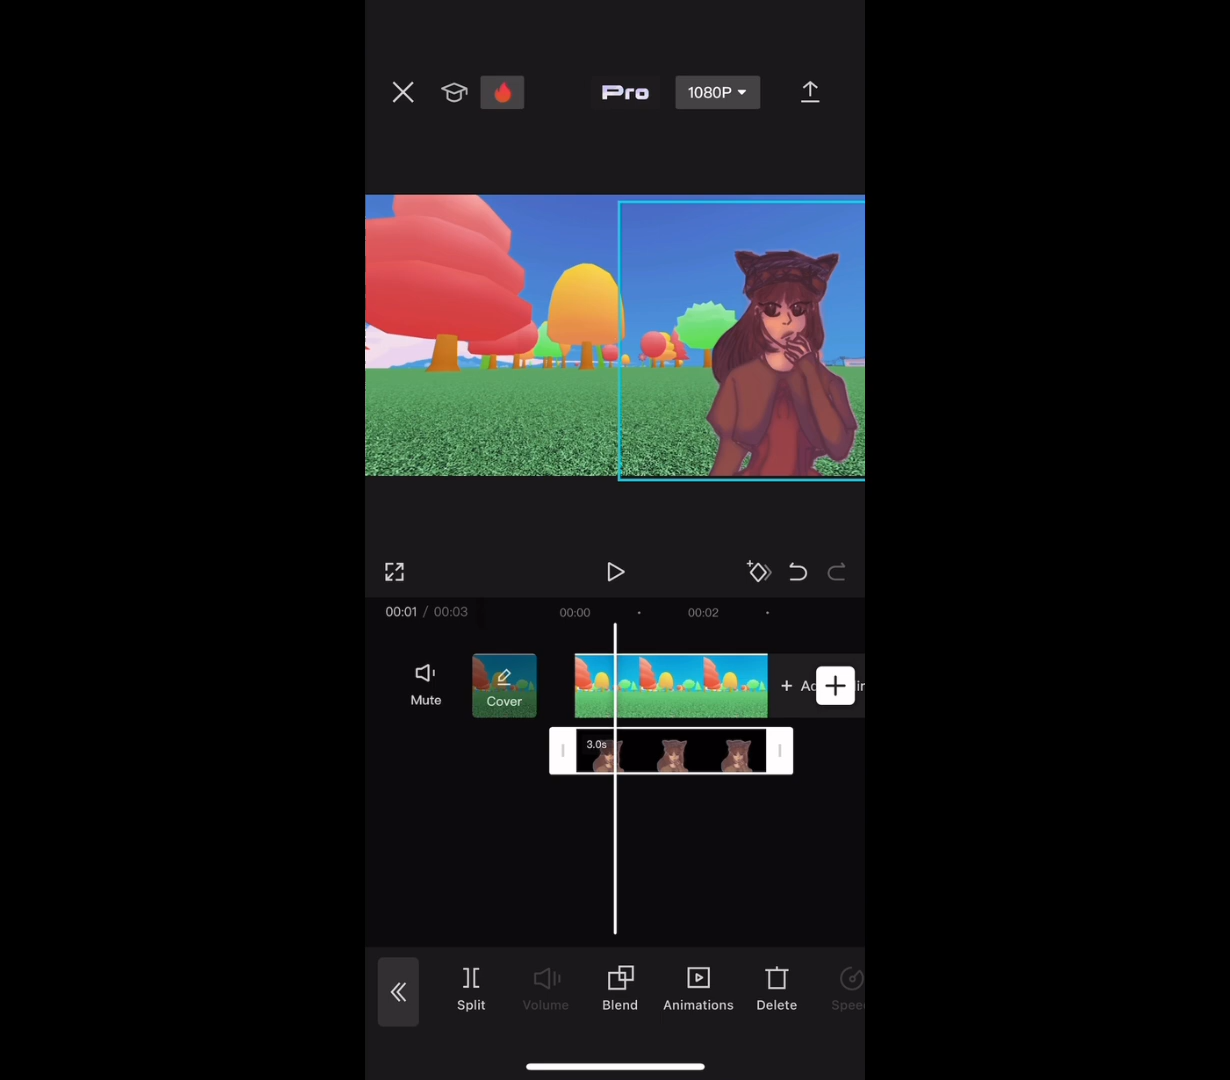 Pro
1080P
00:01 / 00:03
00:00
00:02
Mute
Cover
3.0s
Split
Volume
Blend
Animations
Delete